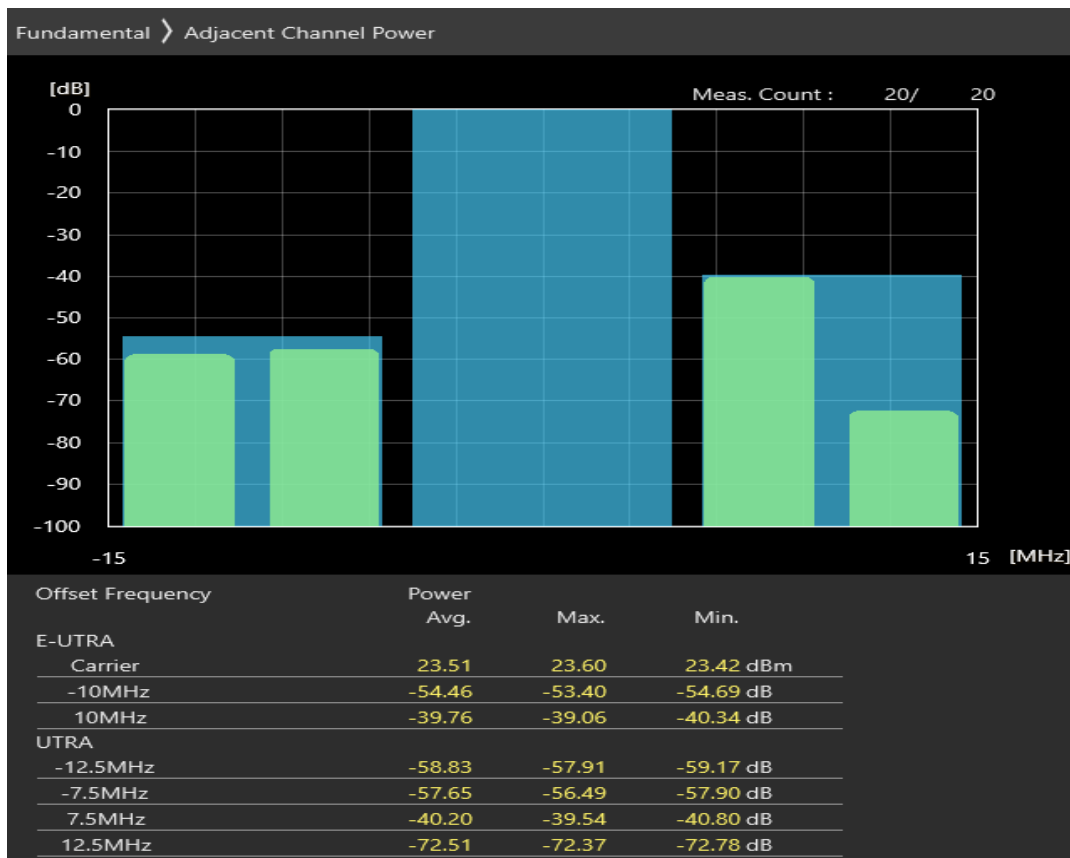 Fundamental 〉 Adjacent Channel Power
[dB]
Meas. Count : 20/ 20
0
-10
-20
-30
-40
-50
-60
-70
-80
-90
-100
-15 15 [MHz]
Offset Frequency Power
Avg. Max. Min.
E-UTRA
Carrier 23.51 23.60 23.42 dBm
-10MHz -54.46 -53.40 -54.69 dB
10MHz -39.76 -39.06 -40.34 dB
UTRA
-12.5MHz -58.83 -57.91 -59.17 dB
-7.5MHz -57.65 -56.49 -57.90 dB
7.5MHz -40.20 -39.54 -40.80 dB
12.5MHz -72.51 -72.37 -72.78 dB